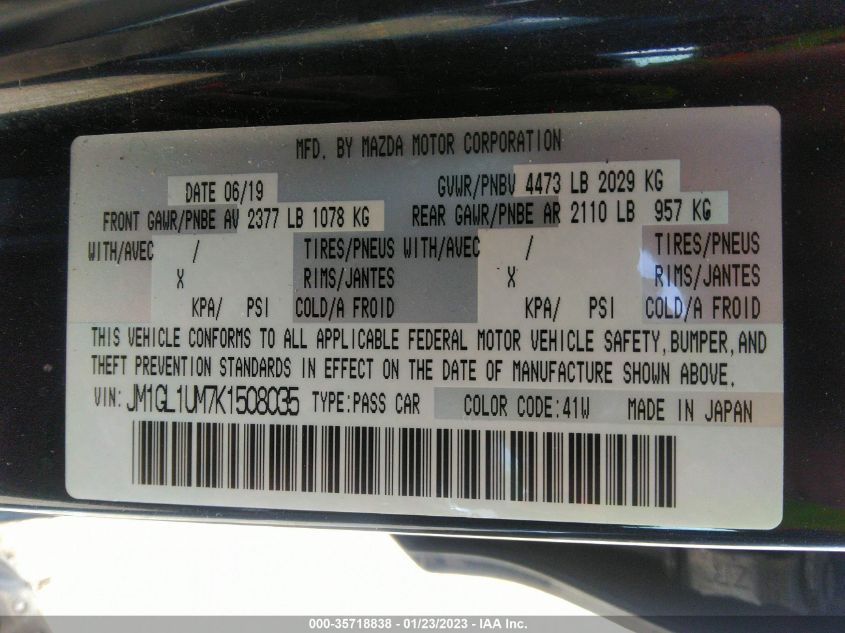 MFD. BY MAZDA MOTOR CORPORATION
DATE 06/19 GVWR/PNBV 4473 LB 2029 KG
FRONT GAWR/PNBE AV 2377 LB 1078 KG REAR GAWR/PNBE AR 2110 LB 957 KG
WITH/AVEC / TIRES/PNEUS WITH/AVEC / TIRES/PNEUS
X RIMS/JANTES X RIMS/JANTES
KPA/ PSI COLD/A FROID KPA/ PSI COLD/A FROID
THIS VEHICLE CONFORMS TO ALL APPLICABLE FEDERAL MOTOR VEHICLE SAFETY, BUMPER, AND
THEFT PREVENTION STANDARDS IN EFFECT ON THE DATE OF MANUFACTURE SHOWN ABOVE.
VIN: JM1GL1UM7K1508035 TYPE:PASS CAR COLOR CODE:41W MADE IN JAPAN
000-35718838 - 01/23/2023 - IAA Inc.